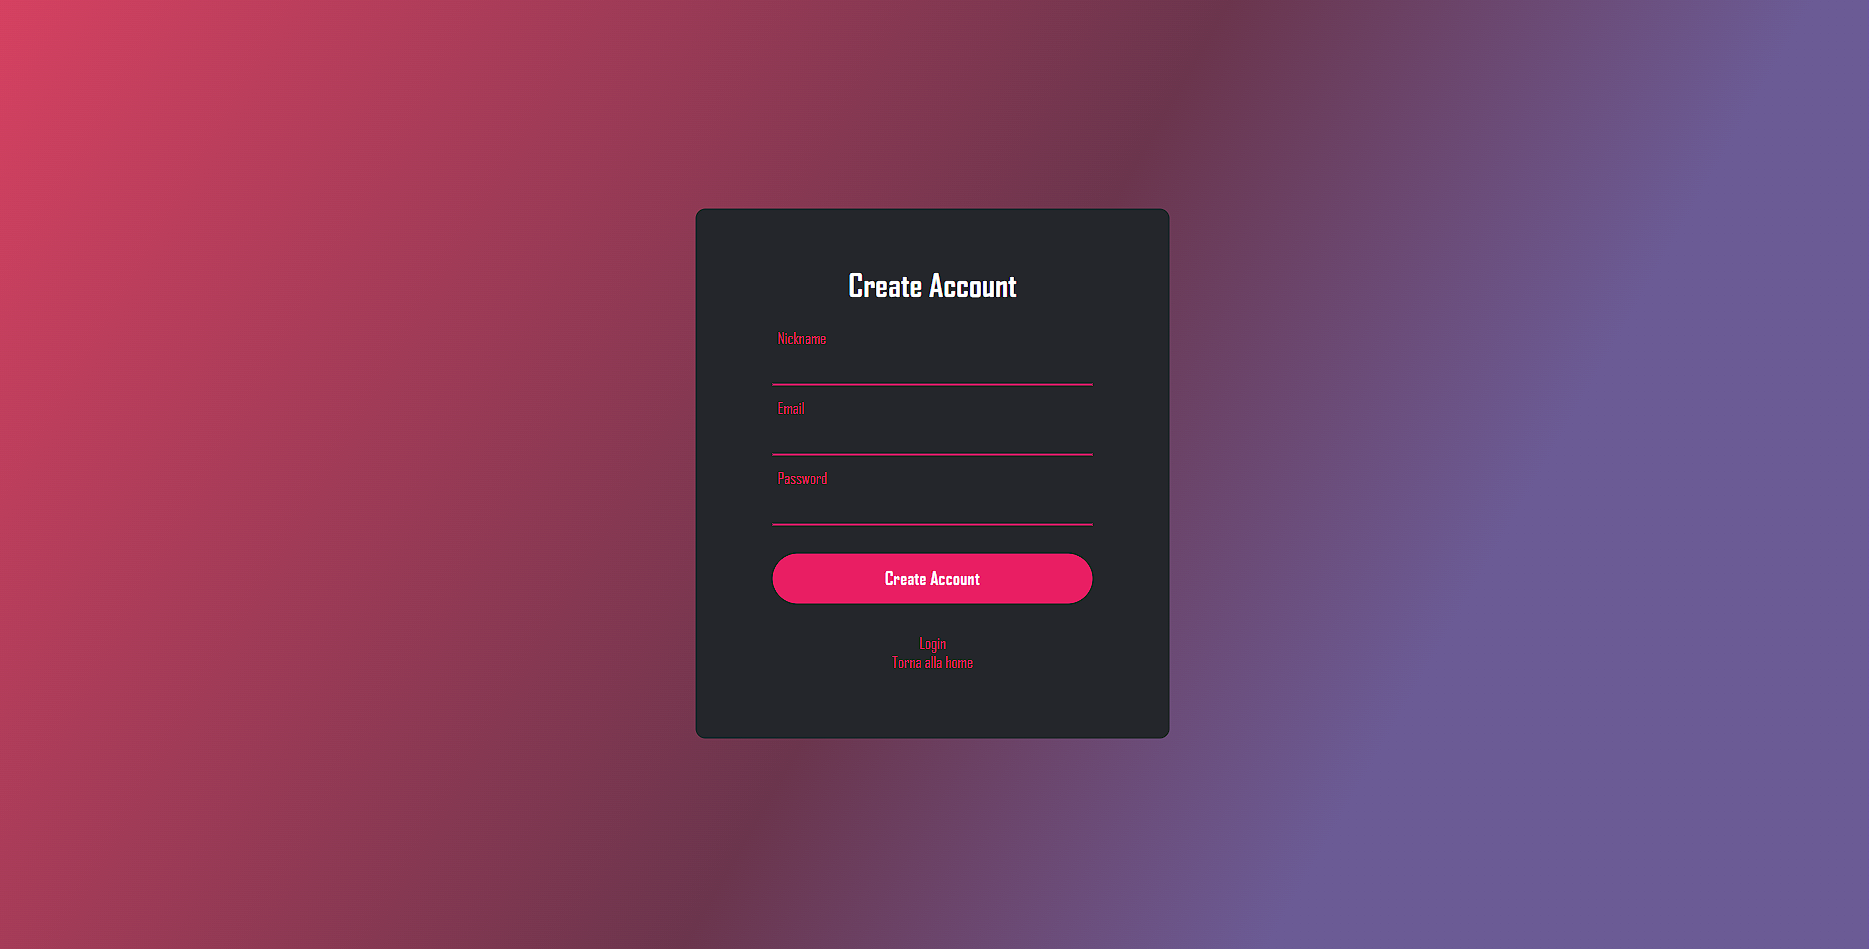 Create Account
Nickname
Email
Password
Create Account
Login
Torna alla home